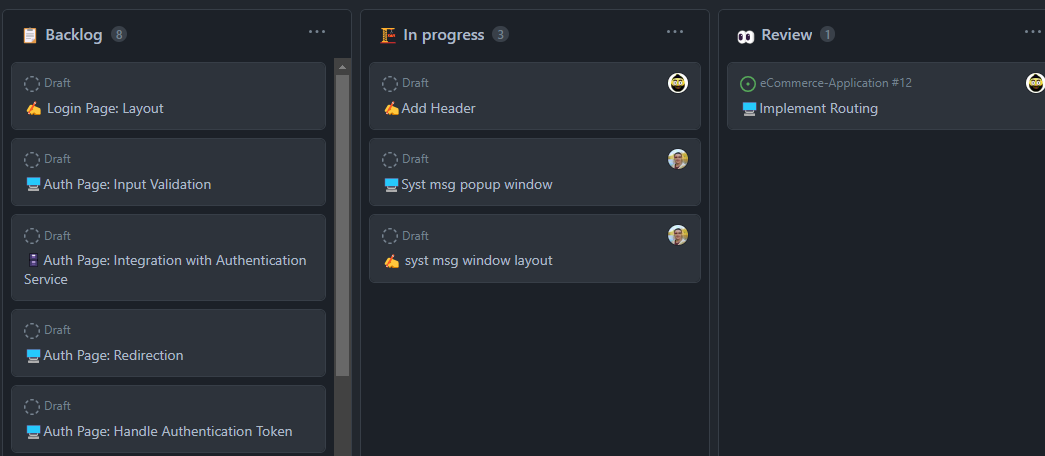 Backlog 8
Draft
Login Page: Layout
Draft
Auth Page: Input Validation
Draft
Auth Page: Integration with Authentication
Service
Draft
Auth Page: Redirection
Draft
Auth Page: Handle Authentication Token
In progress 3
Draft
Add Header
Draft
Syst msg popup window
Draft
syst msg window layout
Review 1
eCommerce-Application #12
Implement Routing